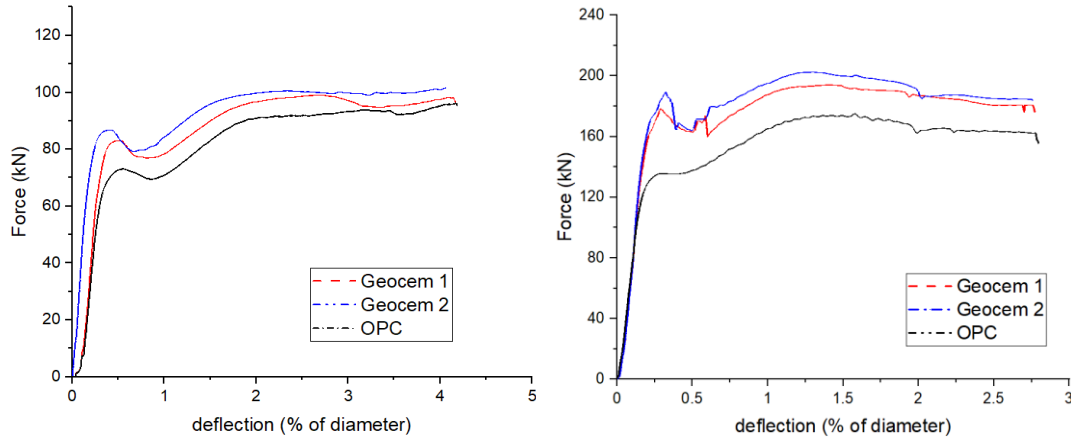 120
100
80
60
40
20
0
Force (kN)
Geocem 1
Geocem 2
OPC
0
1
2
3
4
5
deflection (% of diameter)
240
200
160
120
80
40
0
Force (kN)
Geocem 1
Geocem 2
OPC
0
0.5
1
1.5
2
2.5
3
deflection (% of diameter)